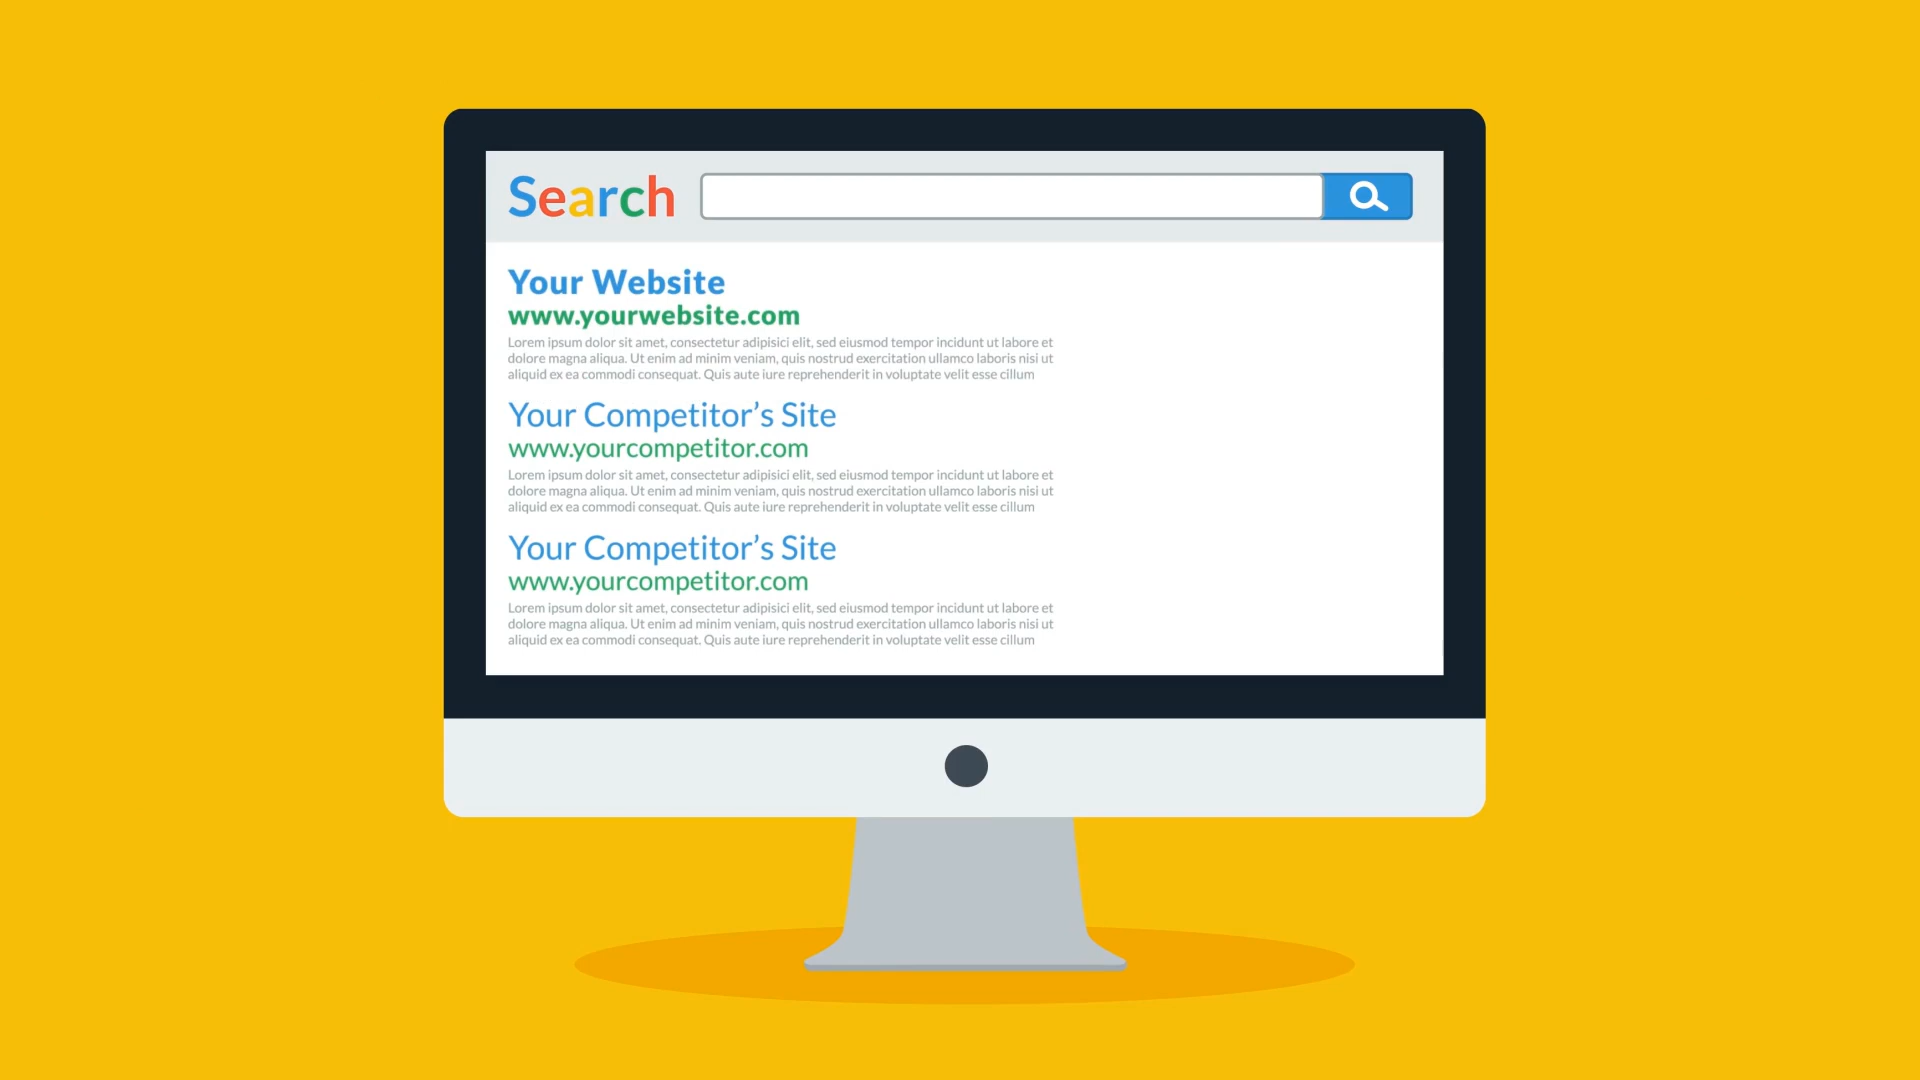 Search
Your Website
www.yourwebsite.com
Lorem ipsum dolor sit amet, consectetur adipisici elit, sed eiusmod tempor incidunt ut labore et
dolore magna aliqua. Ut enim ad minim veniam, quis nostrud exercitation ullamco laboris nisi ut
aliquid ex ea commodi consequat. Quis aute iure reprehenderit in voluptate velit esse cillum
Your Competitor’s Site
www.yourcompetitor.com
Lorem ipsum dolor sit amet, consectetur adipisici elit, sed eiusmod tempor incidunt ut labore et
dolore magna aliqua. Ut enim ad minim veniam, quis nostrud exercitation ullamco laboris nisi ut
aliquid ex ea commodi consequat. Quis aute iure reprehenderit in voluptate velit esse cillum
Your Competitor’s Site
www.yourcompetitor.com
Lorem ipsum dolor sit amet, consectetur adipisici elit, sed eiusmod tempor incidunt ut labore et
dolore magna aliqua. Ut enim ad minim veniam, quis nostrud exercitation ullamco laboris nisi ut
aliquid ex ea commodi consequat. Quis aute iure reprehenderit in voluptate velit esse cillum